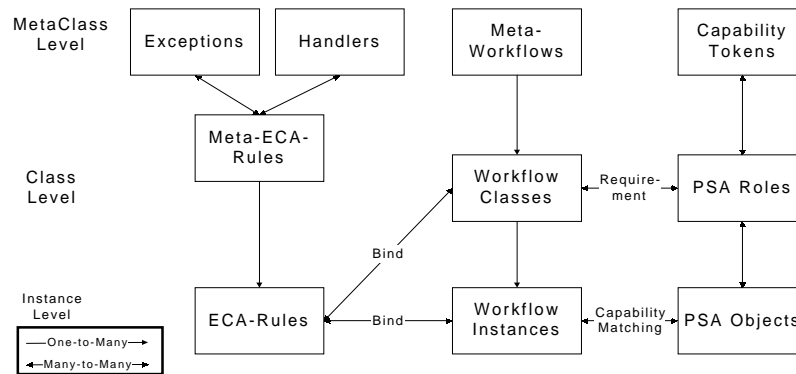 MetaClass
Level
Exceptions
Handlers
Meta-
Workflows
Capability
Tokens
Meta-ECA-
Rules
Class
Level
Workflow
Classes
Require-
ment
PSA Roles
Bind
Instance
Level
ECA-Rules
Bind
Workflow
Instances
Capability
Matching
PSA Objects
One-to-Many
Many-to-Many